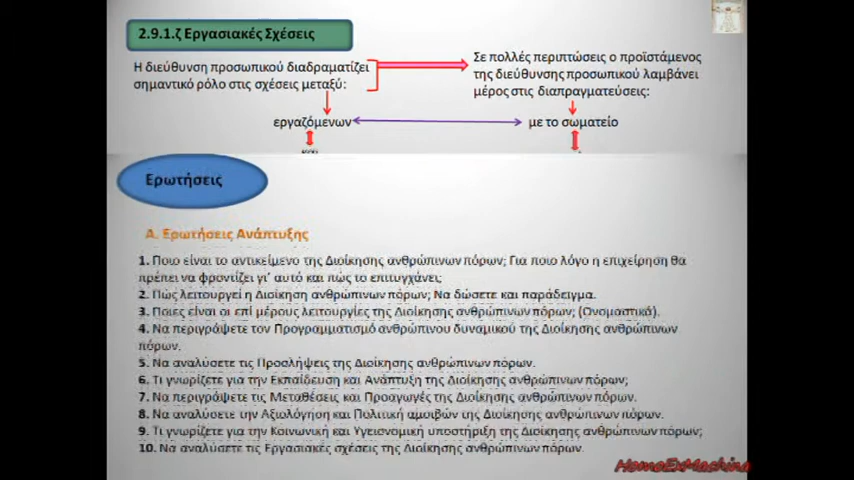 2.9.1.ζ Εργασιακές Σχέσεις
Η διεύθυνση προσωπικού διαδραματίζει
σημαντικό ρόλο στις σχέσεις μεταξύ:
Σε πολλές περιπτώσεις ο προϊστάμενος
της διεύθυνσης προσωπικού λαμβάνει
μέρος στις διαπραγματεύσεις:
εργαζόμενων
με το σωματείο
Ερωτήσεις
Α. Ερωτήσεις Ανάπτυξης
1. Ποιο είναι το αντικείμενο της Διοίκησης ανθρώπινων πόρων; Για ποιο λόγο η επιχείρηση θα
πρέπει να φροντίζει γι’ αυτό και πώς το επιτυγχάνει;
2. Πώς λειτουργεί η Διοίκηση ανθρώπινων πόρων; Να δώσετε και παράδειγμα.
3. Ποιες είναι οι επί μέρους λειτουργίες της Διοίκησης ανθρώπινων πόρων; (Ονομαστικά).
4. Να περιγράψετε τον Προγραμματισμό ανθρώπινου δυναμικού της Διοίκησης ανθρώπινων
πόρων.
5. Να αναλύσετε τις Προσλήψεις της Διοίκησης ανθρώπινων πόρων.
6. Τι γνωρίζετε για την Εκπαίδευση και Ανάπτυξη της Διοίκησης ανθρώπινων πόρων;
7. Να περιγράψετε τις Μεταθέσεις και Προαγωγές της Διοίκησης ανθρώπινων πόρων.
8. Να αναλύσετε την Αξιολόγηση και Πολιτική αμοιβών της Διοίκησης ανθρώπινων πόρων.
9. Τι γνωρίζετε για την Κοινωνική και Υγειονομική υποστήριξη της Διοίκησης ανθρώπινων πόρων;
10. Να αναλύσετε τις Εργασιακές σχέσεις της Διοίκησης ανθρώπινων πόρων.
HomoExMachina